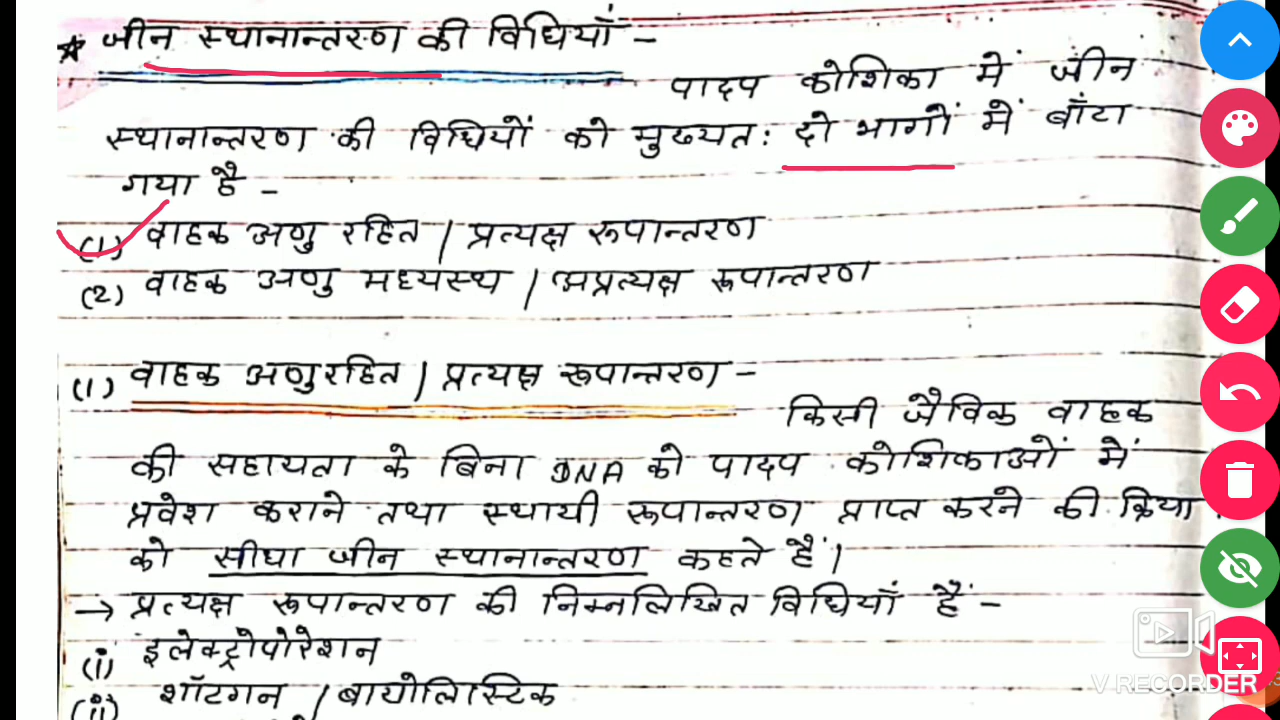 ☆ जीन स्थानान्तरण की विधियाँ -
पादप कोशिका में जीन
स्थानान्तरण की विधियों को मुख्यत: दो भागों में बाँटा
गया है -
(1) वाहक अणु रहित / प्रत्यक्ष रूपान्तरण
(2) वाहक अणु मध्यस्थ / अप्रत्यक्ष रूपान्तरण
(1) वाहक अणुरहित / प्रत्यक्ष रूपान्तरण -
किसी जैविक वाहक
की सहायता के बिना DNA को पादप कोशिकाओं में
प्रवेश कराने तथा स्थायी रूपान्तरण प्राप्त करने की क्रिया
को सीधा जीन स्थानान्तरण कहते हैं।
→ प्रत्यक्ष रूपान्तरण की निम्नलिखित विधियाँ हैं -
(i) इलेक्ट्रोपोरेशन
(ii) शॉटगन / बायोलिस्टिक
V RECORDER